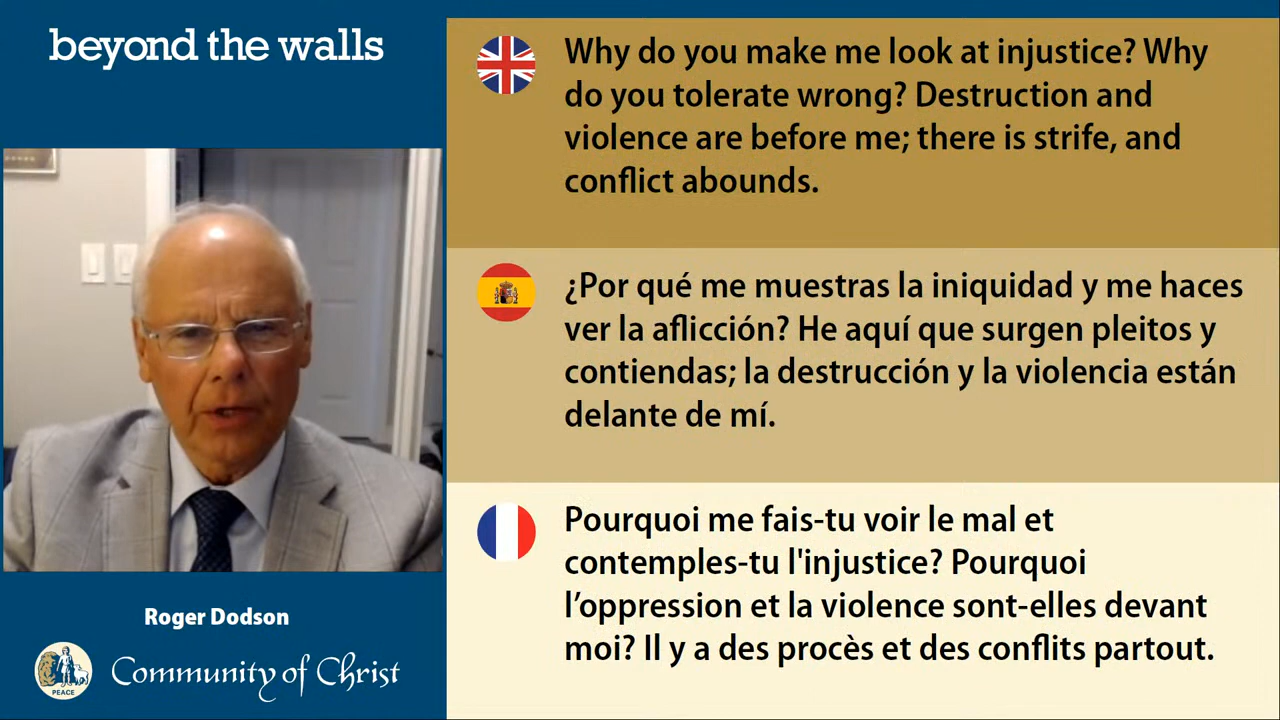 beyond the walls
Why do you make me look at injustice? Why
do you tolerate wrong? Destruction and
violence are before me; there is strife, and
conflict abounds.
¿Por qué me muestras la iniquidad y me haces
ver la aflicción? He aquí que surgen pleitos y
contiendas; la destrucción y la violencia están
delante de mí.
Pourquoi me fais-tu voir le mal et
contemples-tu l'injustice? Pourquoi
l’oppression et la violence sont-elles devant
moi? Il y a des procès et des conflits partout.
Roger Dodson
PEACE
Community of Christ